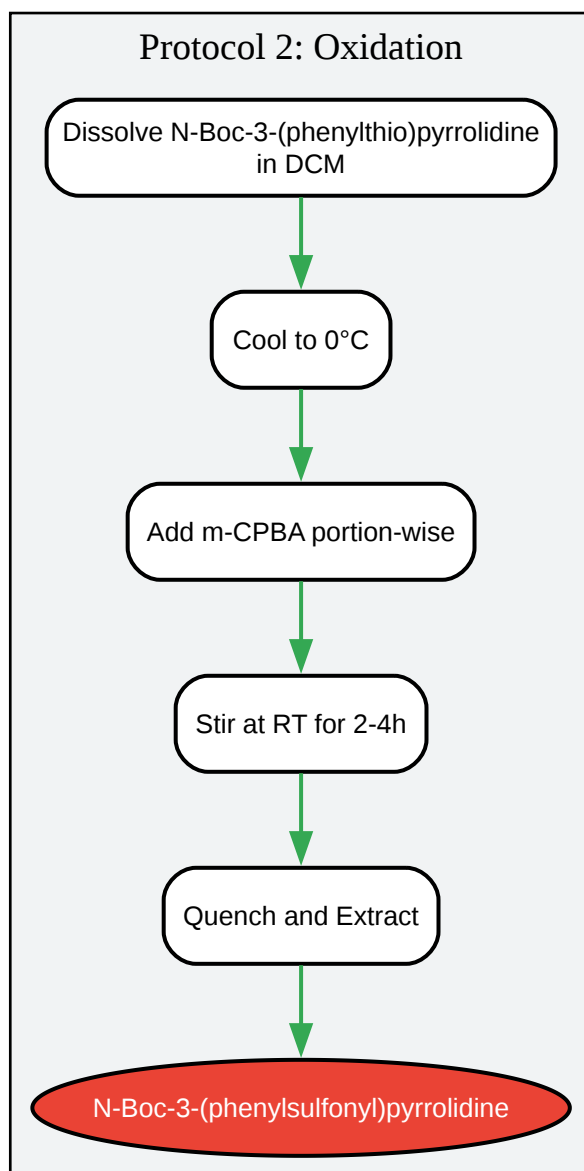 Protocol 2: Oxidation
Dissolve N-Boc-3-(phenylthio)pyrrolidine
in DCM
Cool to 0°C
Add m-CPBA portion-wise
Stir at RT for 2-4h
Quench and Extract
N-Boc-3-(phenylsulfonyl)pyrrolidine